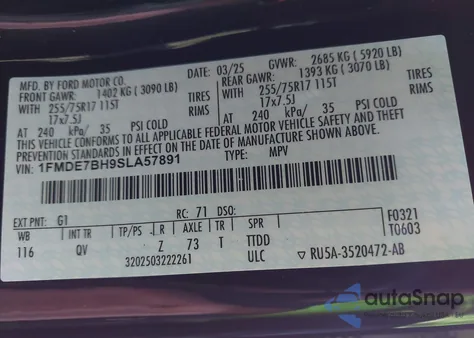 MFD. BY FORD MOTOR CO.
03/25 GVWR: 2685 KG ( 5920 LB)
FRONT GAWR: 1402 KG ( 3090 LB)
REAR GAWR: 1393 KG ( 3070 LB)
255/75R17 115T TIRES 255/75R17 115T TIRES
17x7.5J RIMS 17x7.5J RIMS
AT 240 kPa/ 35 PSI COLD AT 240 kPa/ 35 PSI COLD
THIS VEHICLE CONFORMS TO ALL APPLICABLE FEDERAL MOTOR VEHICLE SAFETY AND THEFT PREVENTION STANDARDS IN EFFECT ON THE DATE OF MANUFACTURE SHOWN ABOVE.
VIN: 1FMDE7BH9SLA57891 TYPE: MPV
EXT PNT: G1 RC: 71 DSO: F0321
WB INT TR TP/PS R AXLE TR SPR T0603
116 QV Z 73 T TTDD
3202503222261 ULC ▽ RU5A-3520472-AB
autoSnap